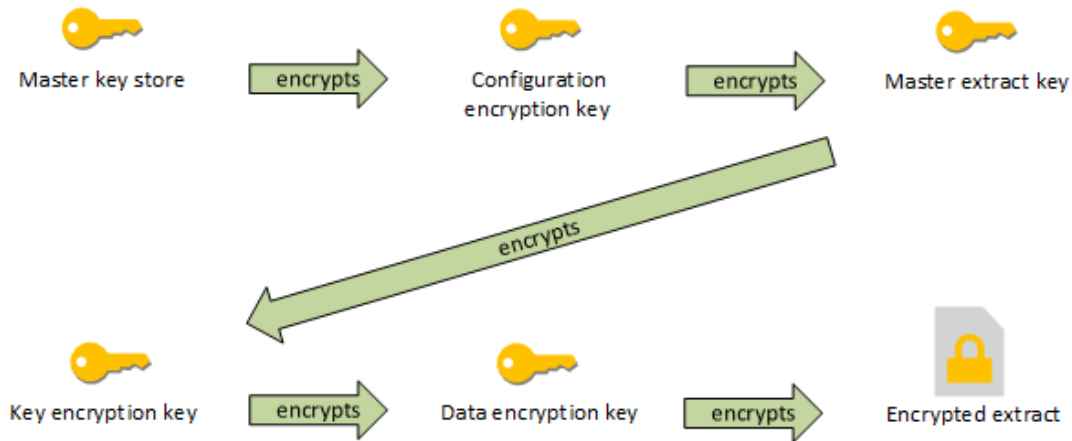 Master key store
encrypts
Configuration
encryption key
encrypts
Master extract key
encrypts
Key encryption key
encrypts
Data encryption key
encrypts
Encrypted extract